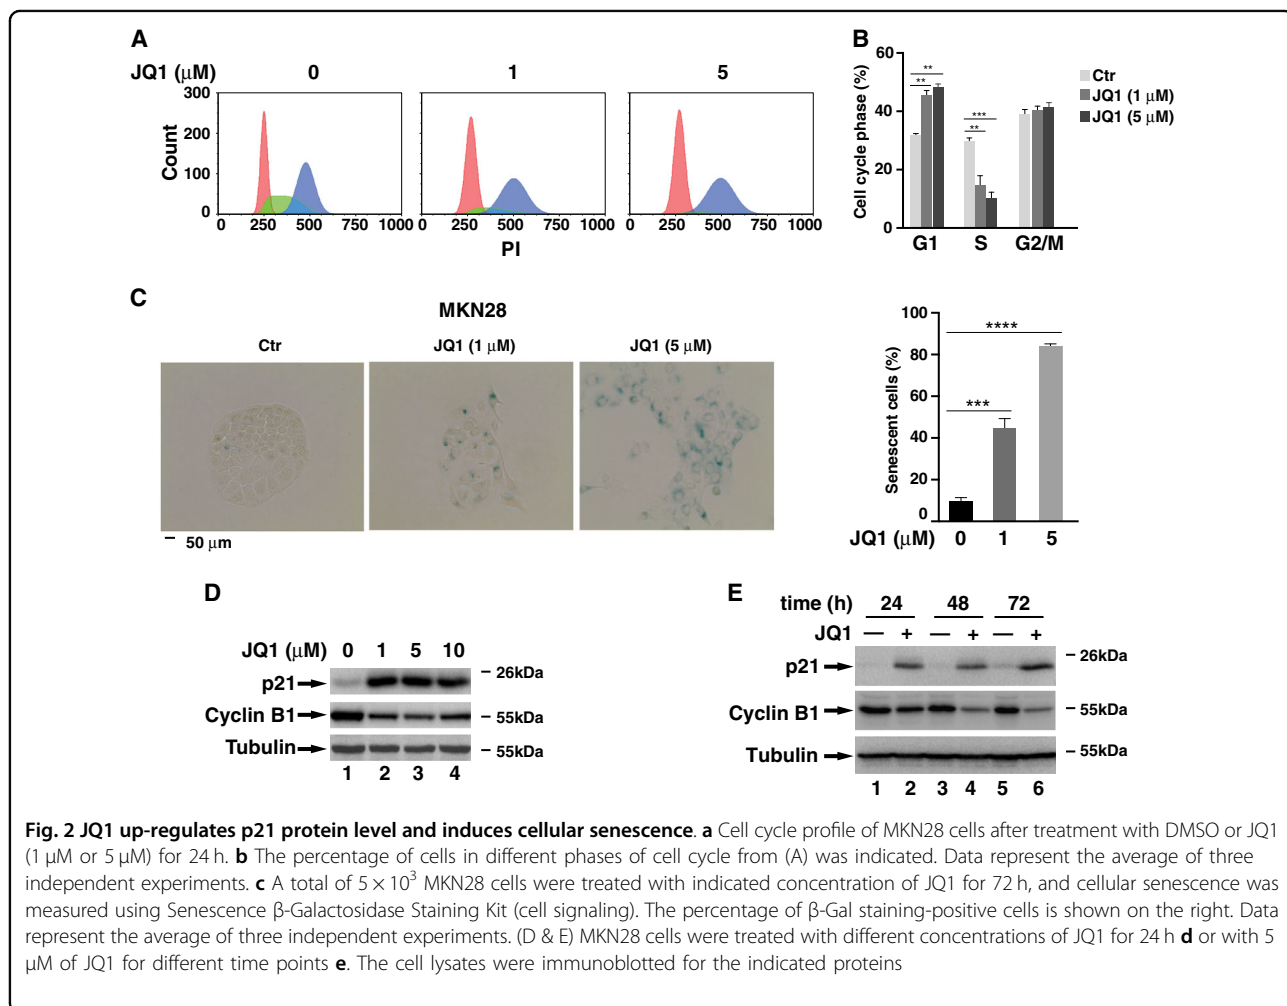 A
JQ1 (μM) 0 1 5
300
200
100
0
Count
0 250 500 1000
0 250 500 1000
0 250 500 1000
PI
B
60
40
20
0
Cell cycle phase (%)
** ** *** **
G1 S G2/M
Ctr
JQ1 (1 μM)
JQ1 (5 μM)
C
MKN28
Ctr JQ1 (1 μM) JQ1 (5 μM)
50 μm
100
80
60
40
20
0
Senescent cells (%)
****
***
JQ1 (μM) 0 1 5
D
JQ1 (μM) 0 1 5 10
p21 – 26kDa
Cyclin B1 – 55kDa
Tubulin – 55kDa
1 2 3 4
E
time (h) 24 48 72
JQ1 — + — + — +
p21 – 26kDa
Cyclin B1 – 55kDa
Tubulin – 55kDa
1 2 3 4 5 6
Fig. 2 JQ1 up-regulates p21 protein level and induces cellular senescence. a Cell cycle profile of MKN28 cells after treatment with DMSO or JQ1
(1 μM or 5 μM) for 24 h. b The percentage of cells in different phases of cell cycle from (A) was indicated. Data represent the average of three
independent experiments. c A total of 5 × 10³ MKN28 cells were treated with indicated concentration of JQ1 for 72 h, and cellular senescence was
measured using Senescence β-Galactosidase Staining Kit (cell signaling). The percentage of β-Gal staining-positive cells is shown on the right. Data
represent the average of three independent experiments. (D & E) MKN28 cells were treated with different concentrations of JQ1 for 24 h d or with 5
μM of JQ1 for different time points e. The cell lysates were immunoblotted for the indicated proteins